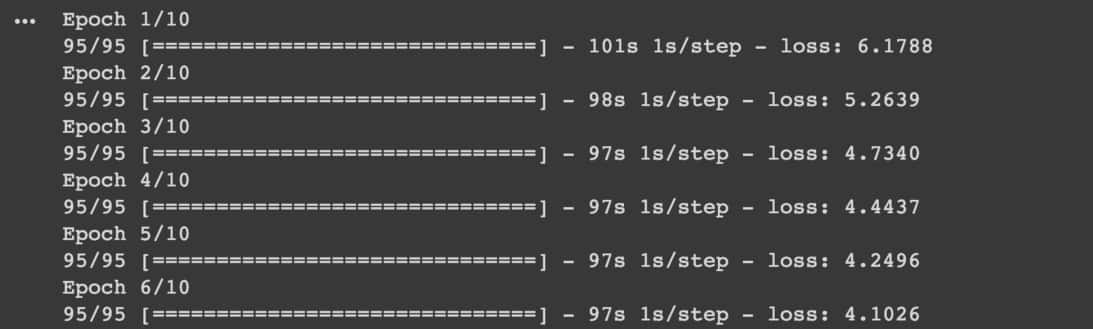 ... Epoch 1/10
95/95 [==============================] - 101s 1s/step - loss: 6.1788
Epoch 2/10
95/95 [==============================] - 98s 1s/step - loss: 5.2639
Epoch 3/10
95/95 [==============================] - 97s 1s/step - loss: 4.7340
Epoch 4/10
95/95 [==============================] - 97s 1s/step - loss: 4.4437
Epoch 5/10
95/95 [==============================] - 97s 1s/step - loss: 4.2496
Epoch 6/10
95/95 [==============================] - 97s 1s/step - loss: 4.1026